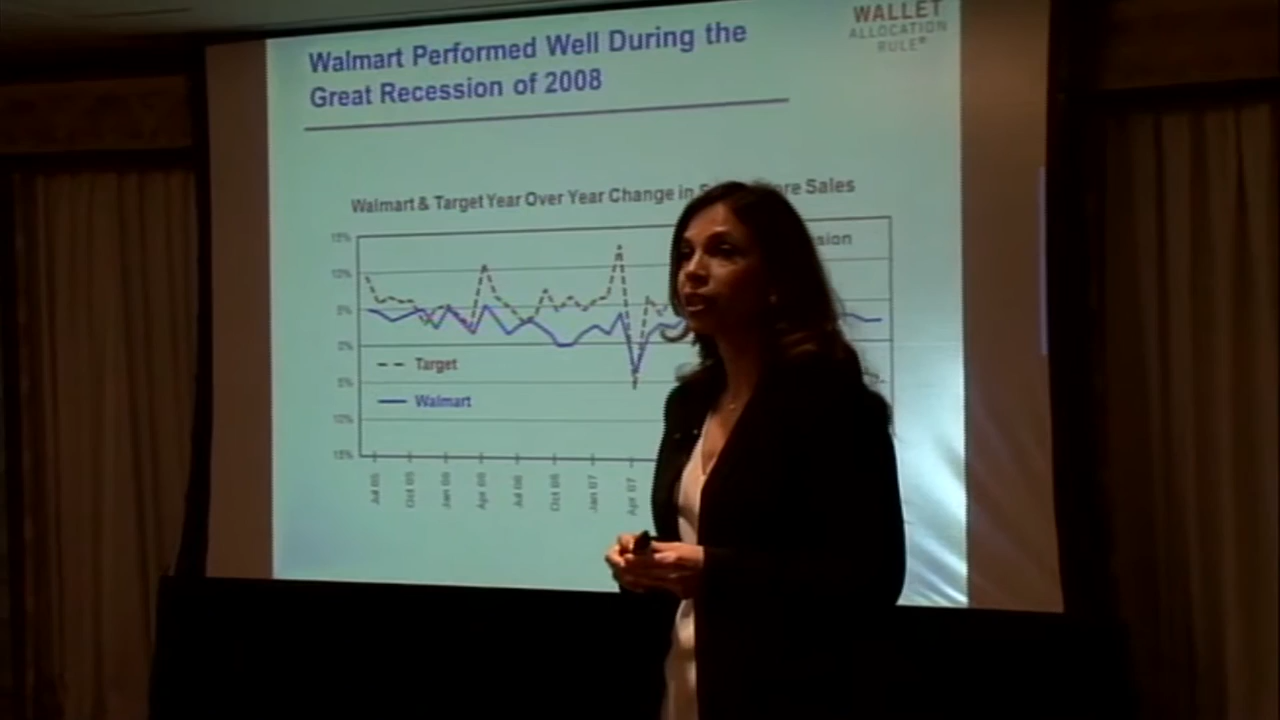 Walmart Performed Well During the
Great Recession of 2008
WALLET
ALLOCATION
RULE®
Walmart & Target Year Over Year Change in S re Sales
sion
15%
10%
5%
0%
5%
10%
15%
Target
Walmart
Jul 05
Oct 05
Jan 06
Apr 06
Jul 06
Oct 06
Jan 07
Apr 07